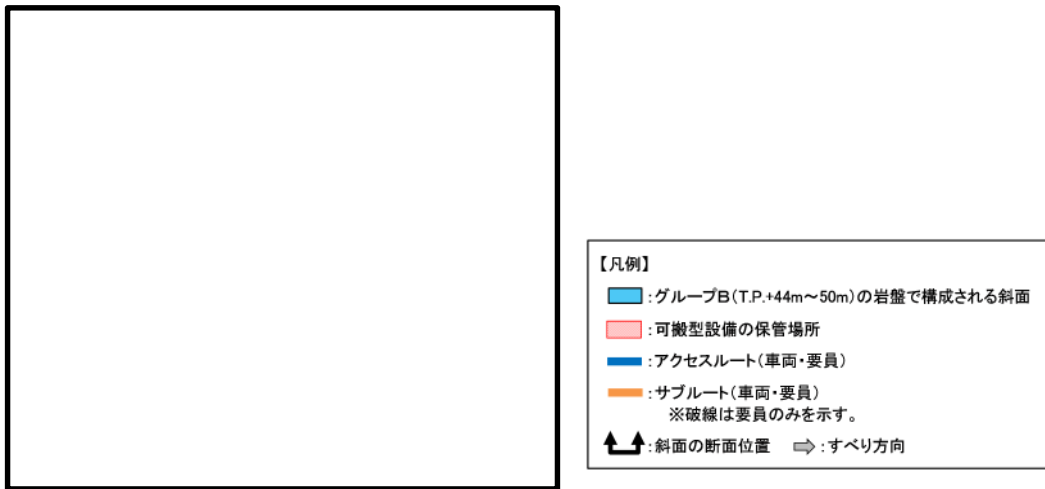 【凡例】
:グループB(T.P.+44m～50m)の岩盤で構成される斜面
:可搬型設備の保管場所
:アクセスルート(車両・要員)
:サブルート(車両・要員)
※破線は要員のみを示す。
:斜面の断面位置 :すべり方向